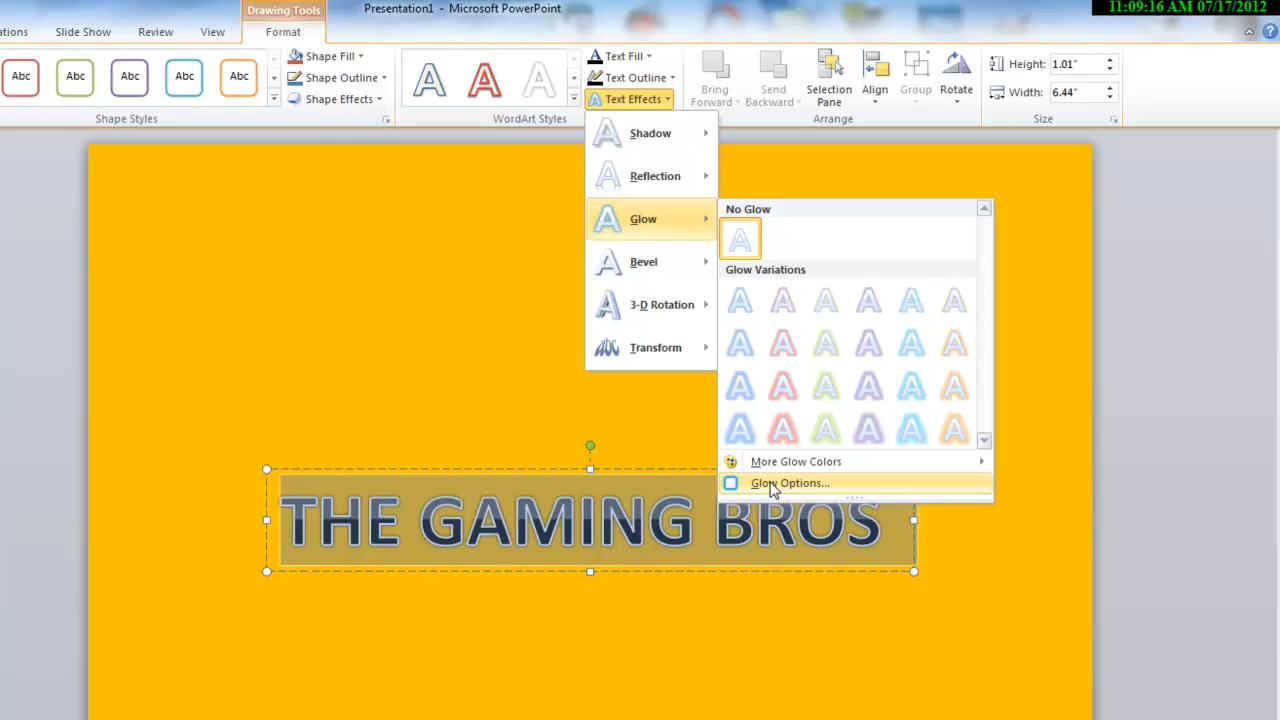 Drawing Tools
Presentation1 - Microsoft PowerPoint
11:09:16 AM 07/17/2012
ations Slide Show Review View Format
Abc Abc Abc Abc Abc
Shape Fill
Shape Outline
Shape Effects
Shape Styles
A A A
Text Fill
Text Outline
Text Effects
WordArt Styles
Bring Forward
Send Backward
Selection Pane
Align
Group
Rotate
Arrange
Height: 1.01"
Width: 6.44"
Size
Shadow
Reflection
Glow
Bevel
3-D Rotation
Transform
No Glow
A
Glow Variations
A A A A A A
A A A A A A
A A A A A A
A A A A A A
More Glow Colors
Glow Options...
THE GAMING BROS